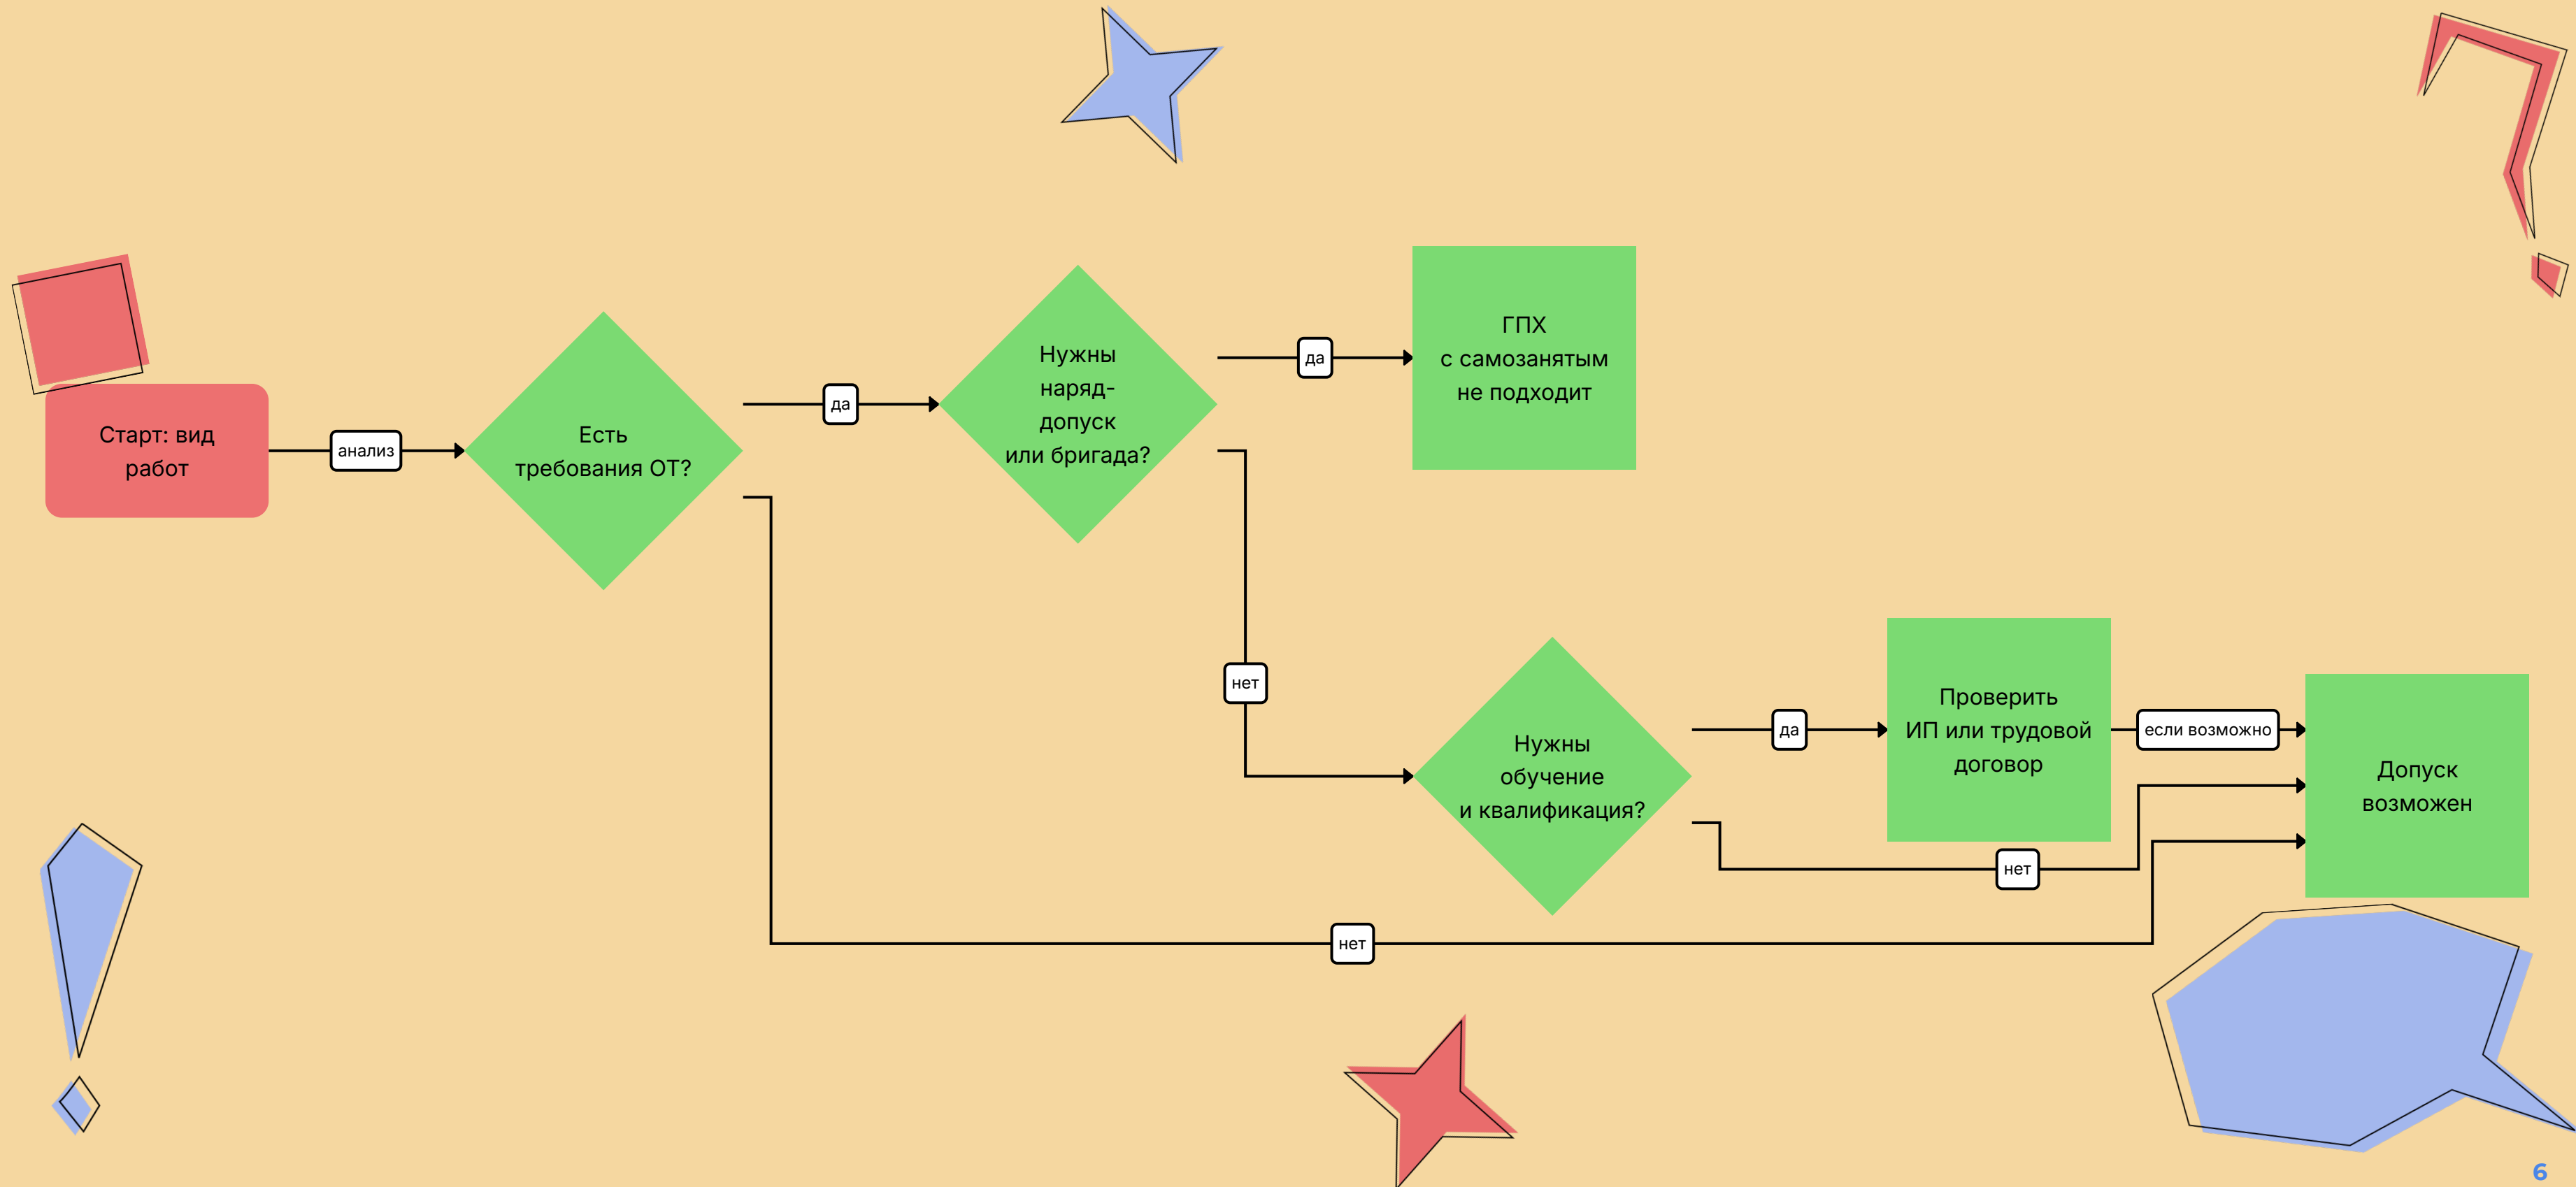 Старт: вид
работ
анализ
Есть
требования ОТ?
да
Нужны
наряд-
допуск
или бригада?
да
ГПХ
с самозанятым
не подходит
нет
Нужны
обучение
и квалификация?
да
Проверить
ИП или трудовой
договор
если возможно
Допуск
возможен
нет
нет
6